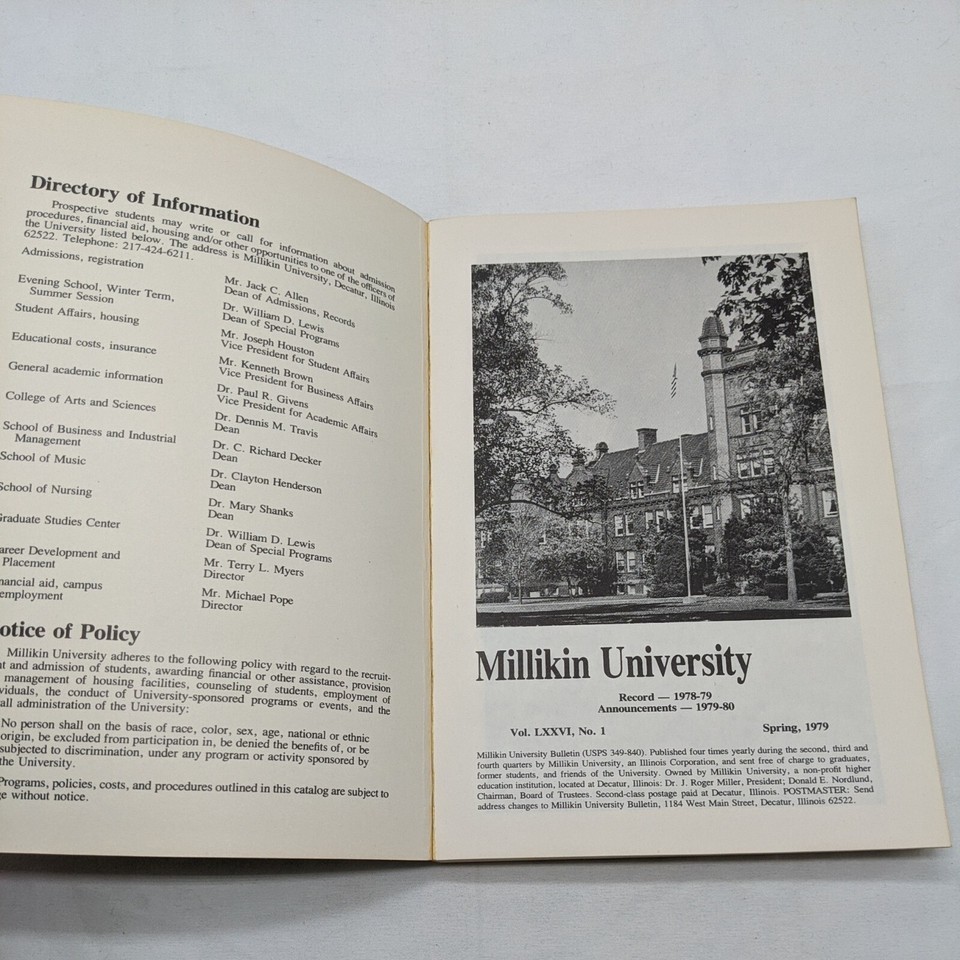 Directory of Information
Prospective students may write or call for information about admission
procedures, financial aid, housing and/or other opportunities to one of the officers of
the University listed below. The address is Millikin University, Decatur, Illinois
62522. Telephone: 217-424-6211.
Admissions, registration
Mr. Jack C. Allen
Dean of Admissions, Records
Evening School, Winter Term,
Summer Session
Dr. William D. Lewis
Dean of Special Programs
Student Affairs, housing
Mr. Joseph Houston
Vice President for Student Affairs
Educational costs, insurance
Mr. Kenneth Brown
Vice President for Business Affairs
General academic information
Dr. Paul R. Givens
Vice President for Academic Affairs
College of Arts and Sciences
Dr. Dennis M. Travis
Dean
School of Business and Industrial
Management
Dr. C. Richard Decker
Dean
School of Music
Dr. Clayton Henderson
Dean
School of Nursing
Dr. Mary Shanks
Dean
raduate Studies Center
Dr. William D. Lewis
Dean of Special Programs
areer Development and
Placement
Mr. Terry L. Myers
Director
nancial aid, campus
employment
Mr. Michael Pope
Director
otice of Policy
Millikin University adheres to the following policy with regard to the recruit-
t and admission of students, awarding financial or other assistance, provision
management of housing facilities, counseling of students, employment of
viduals, the conduct of University-sponsored programs or events, and the
all administration of the University:
No person shall on the basis of race, color, sex, age, national or ethnic
origin, be excluded from participation in, be denied the benefits of, or be
subjected to discrimination, under any program or activity sponsored by
the University.
Programs, policies, costs, and procedures outlined in this catalog are subject to
ge without notice.
Millikin University
Record — 1978-79
Announcements — 1979-80
Vol. LXXVI, No. 1 Spring, 1979
Millikin University Bulletin (USPS 349-840). Published four times yearly during the second, third and
fourth quarters by Millikin University, an Illinois Corporation, and sent free of charge to graduates,
former students, and friends of the University. Owned by Millikin University, a non-profit higher
education institution, located at Decatur, Illinois: Dr. J. Roger Miller, President; Donald E. Nordlund,
Chairman, Board of Trustees. Second-class postage paid at Decatur, Illinois. POSTMASTER: Send
address changes to Millikin University Bulletin, 1184 West Main Street, Decatur, Illinois 62522.